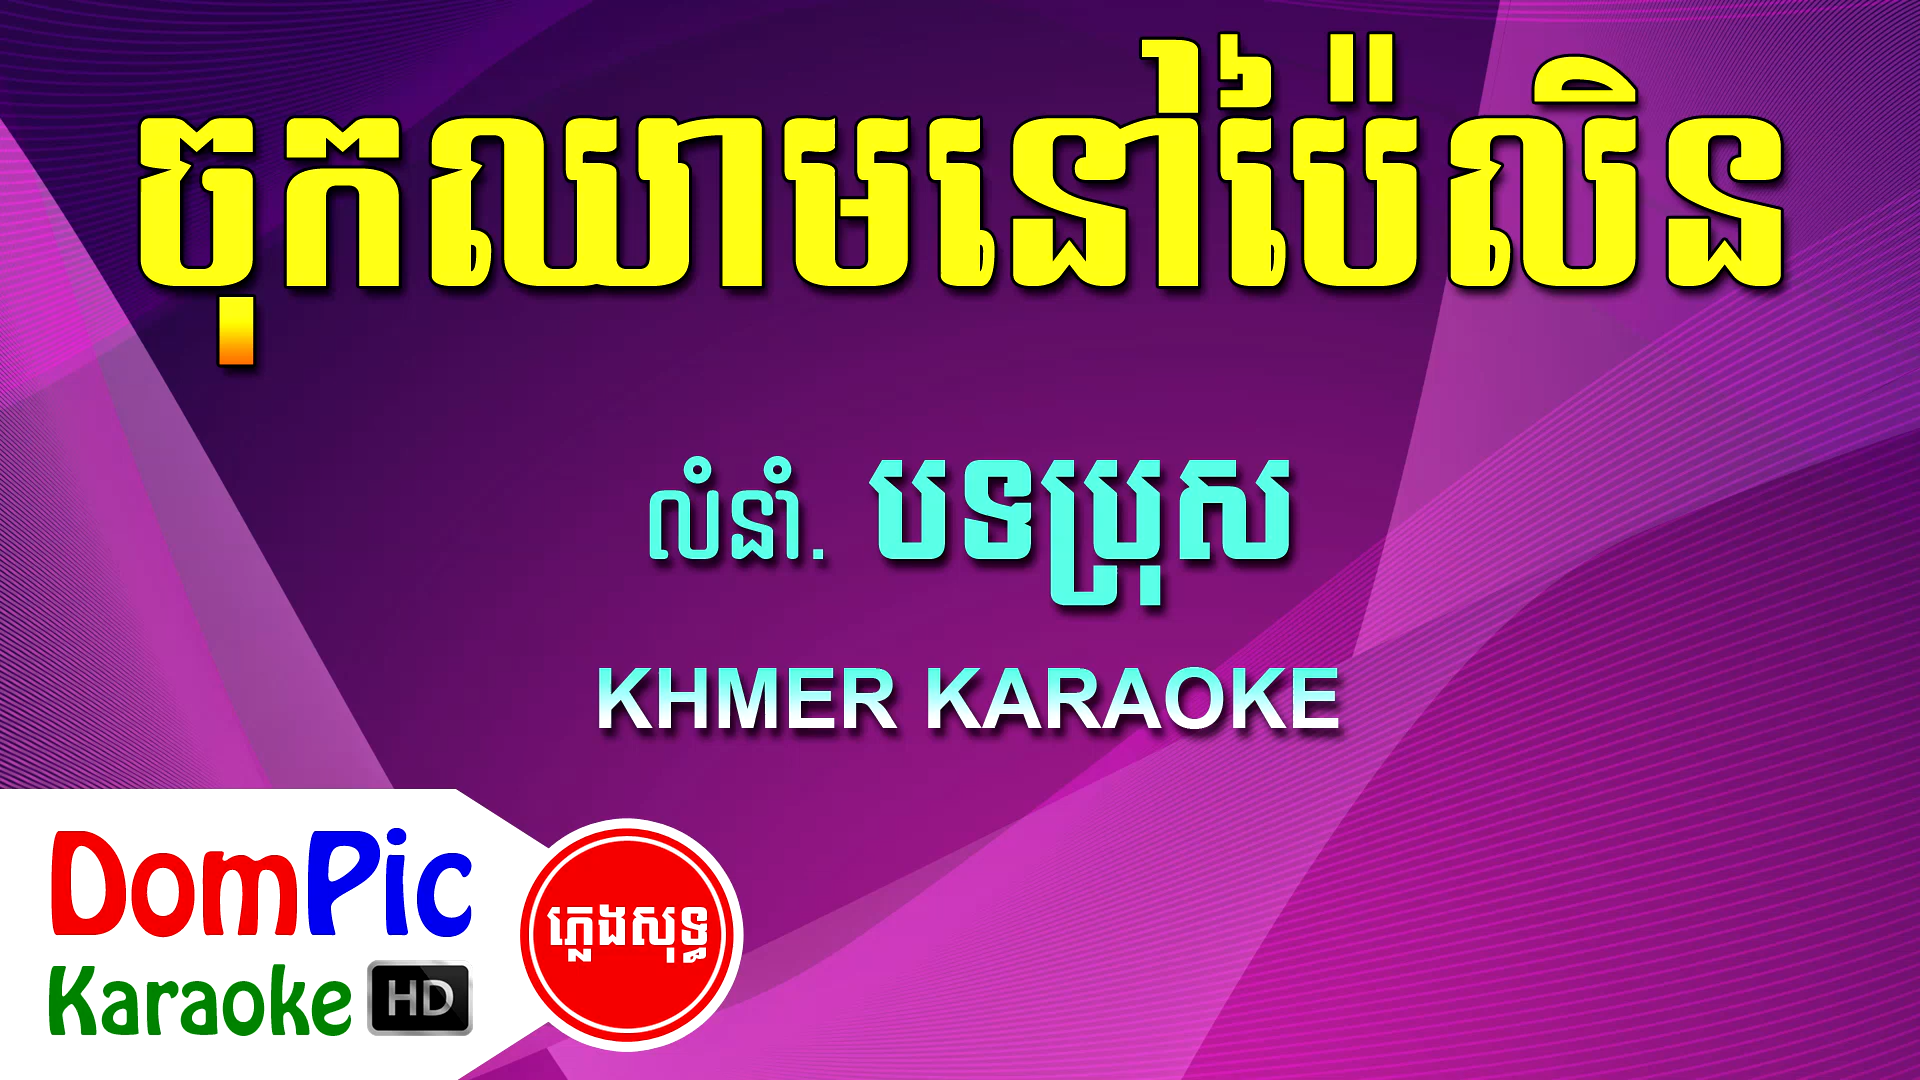 ចុកឈាមនៅប៉ៃលិន
លំនាំ. បទប្រុស
KHMER KARAOKE
DomPic
Karaoke HD
ភ្លេងសុទ្ធ